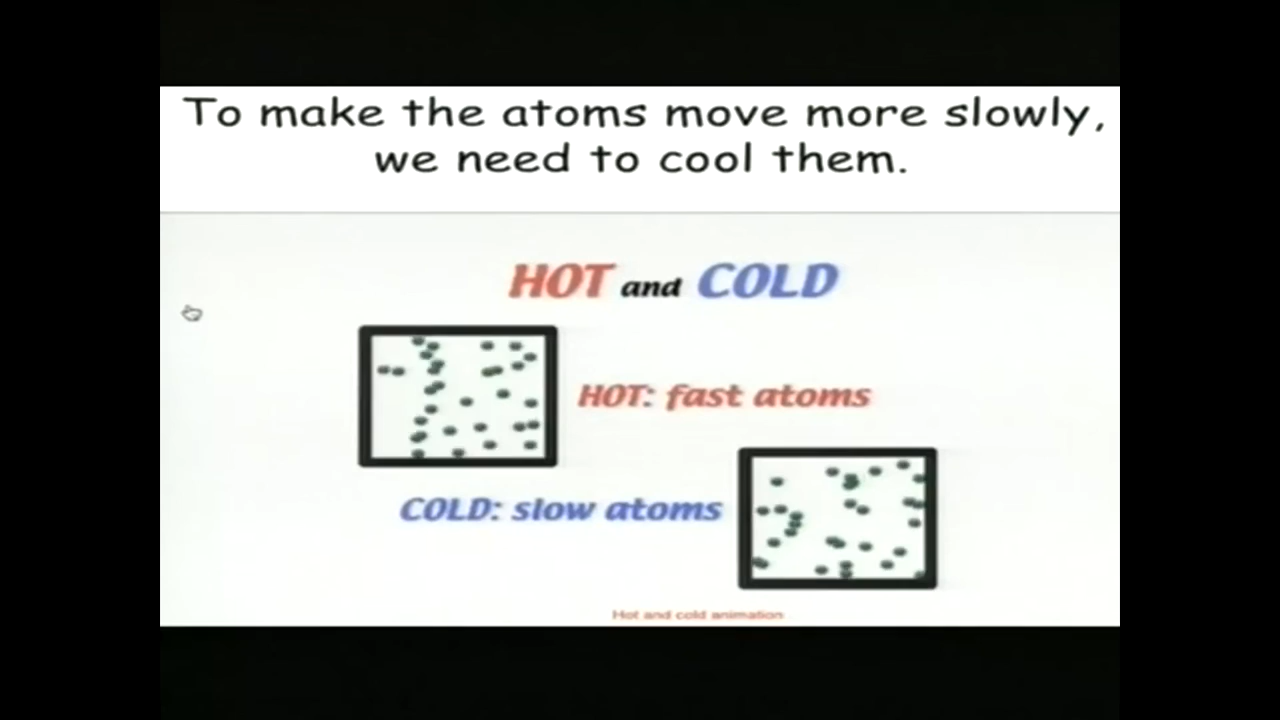 To make the atoms move more slowly,
we need to cool them.
HOT and COLD
HOT: fast atoms
COLD: slow atoms
Hot and cold animation